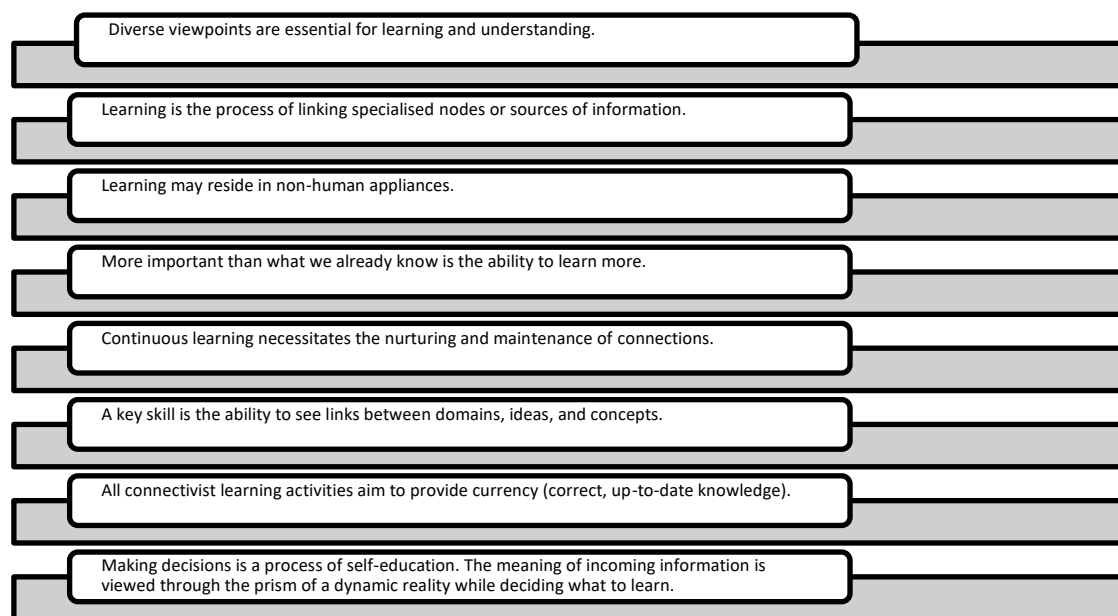 Diverse viewpoints are essential for learning and understanding.
Learning is the process of linking specialised nodes or sources of information.
Learning may reside in non-human appliances.
More important than what we already know is the ability to learn more.
Continuous learning necessitates the nurturing and maintenance of connections.
A key skill is the ability to see links between domains, ideas, and concepts.
All connectivist learning activities aim to provide currency (correct, up-to-date knowledge).
Making decisions is a process of self-education. The meaning of incoming information is
viewed through the prism of a dynamic reality while deciding what to learn.